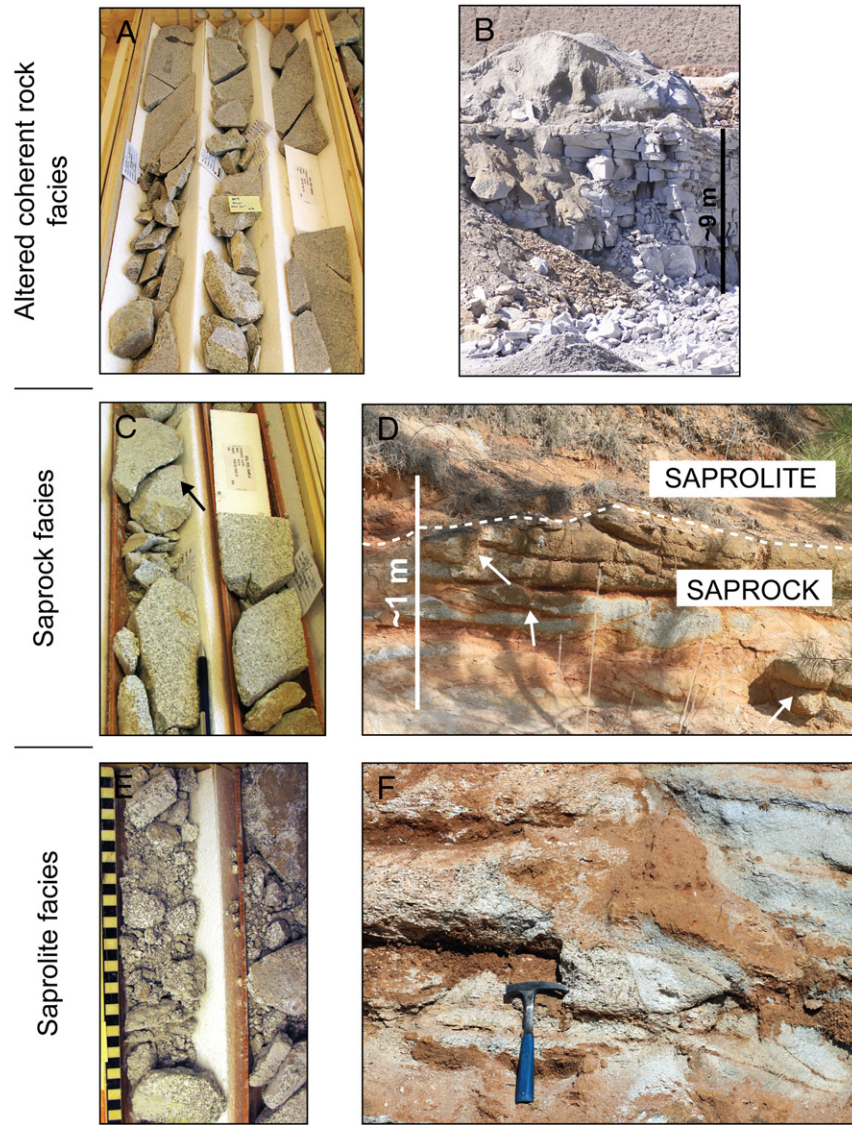 Altered coherent rock
facies
A
B
~9 m
Saprock facies
C
D
SAPROLITE
SAPROCK
~1 m
Saprolite facies
E
F